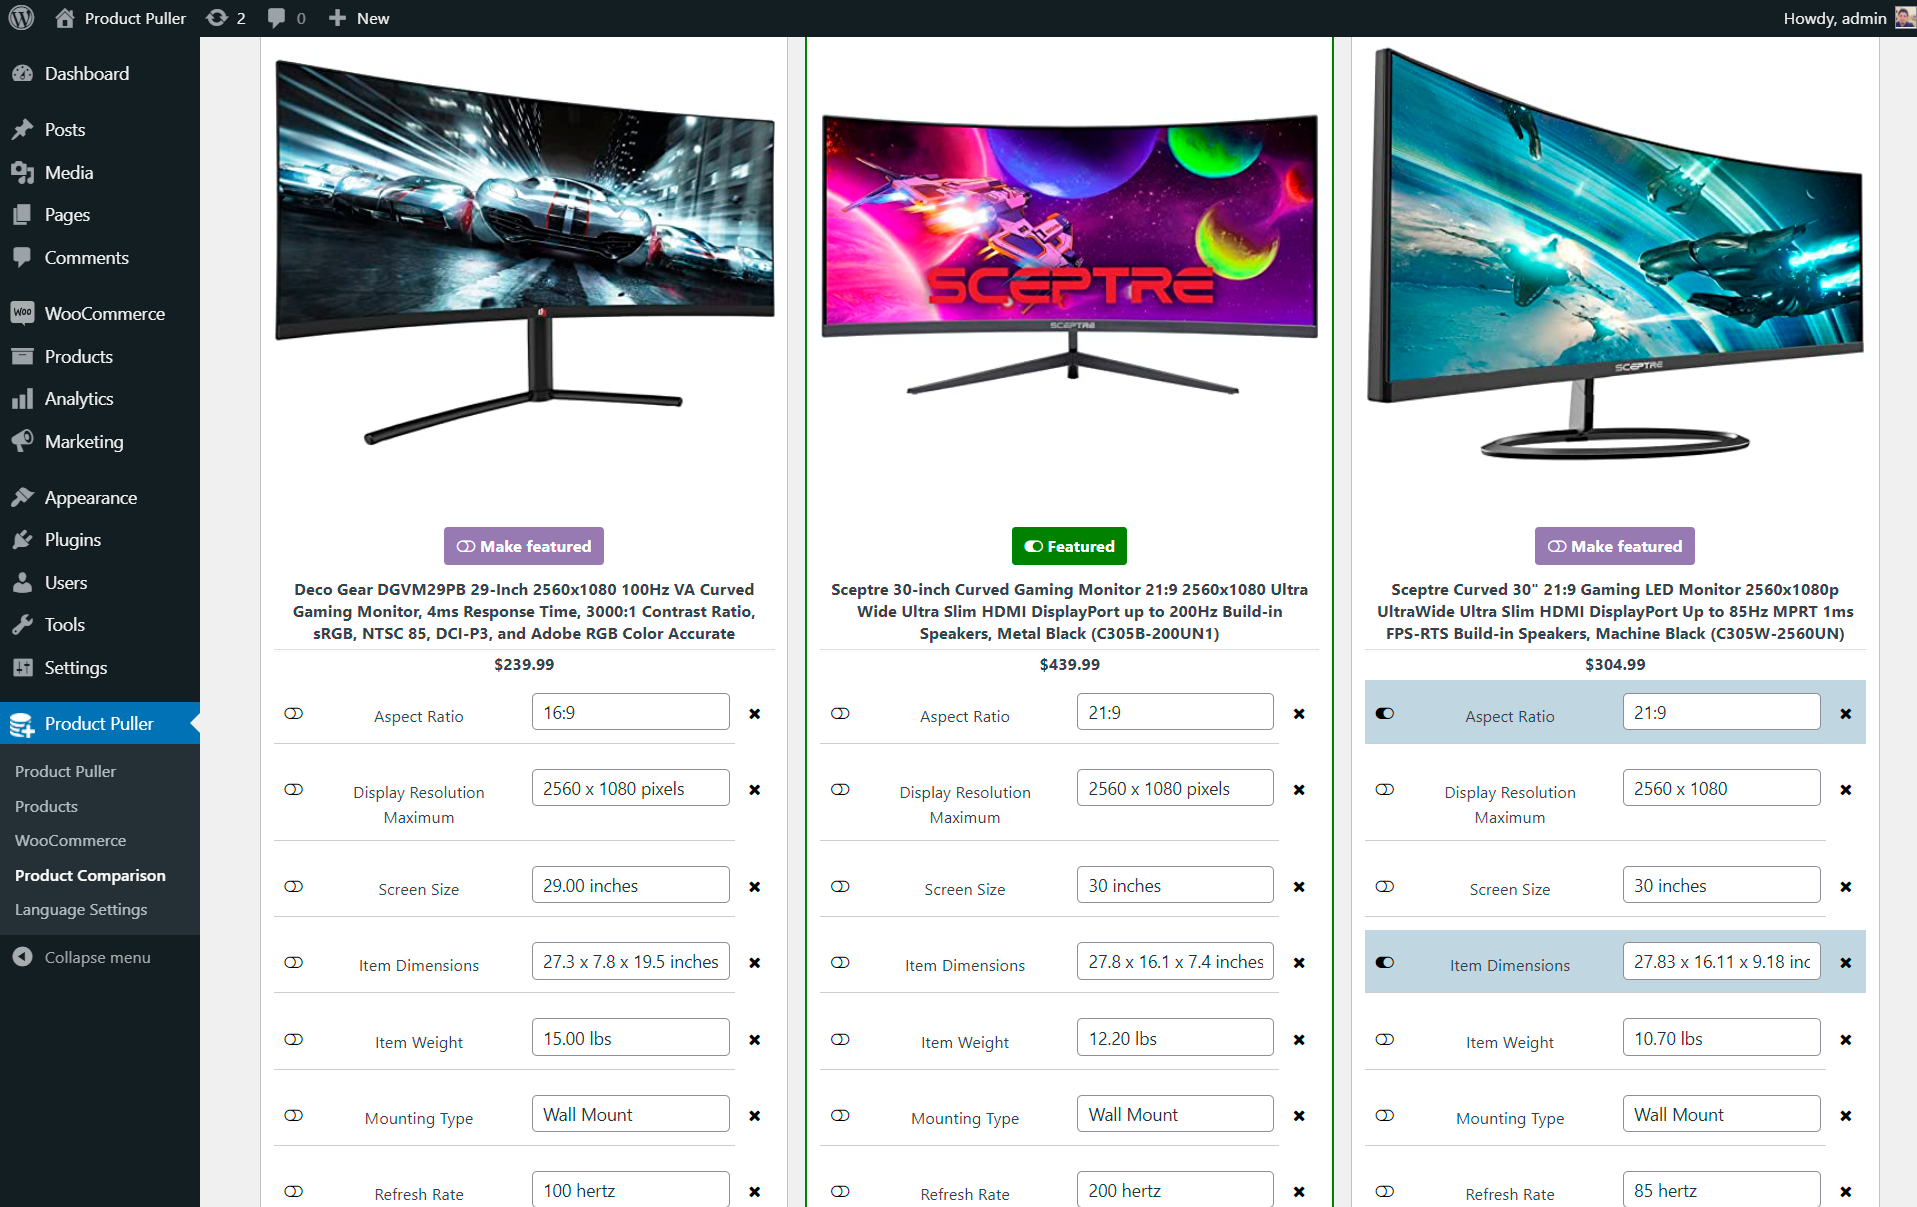 Product Puller
2
0
New
Howdy, admin
Dashboard
Posts
Media
Pages
Comments
WOO
WooCommerce
Products
Analytics
Marketing
Appearance
Plugins
Users
Tools
Settings
Product Puller
Product Puller
Products
WooCommerce
Product Comparison
Language Settings
Collapse menu
Make featured
Deco Gear DGVM29PB 29-Inch 2560x1080 100Hz VA Curved
Gaming Monitor, 4ms Response Time, 3000:1 Contrast Ratio,
sRGB, NTSC 85, DCI-P3, and Adobe RGB Color Accurate
$239.99
Aspect Ratio
16:9
Display Resolution
Maximum
2560 x 1080 pixels
Screen Size
29.00 inches
Item Dimensions
27.3 x 7.8 x 19.5 inches
Item Weight
15.00 lbs
Mounting Type
Wall Mount
Refresh Rate
100 hertz
SCEPTRE
SCEPTRE
Featured
Sceptre 30-inch Curved Gaming Monitor 21:9 2560x1080 Ultra
Wide Ultra Slim HDMI DisplayPort up to 200Hz Build-in
Speakers, Metal Black (C305B-200UN1)
$439.99
Aspect Ratio
21:9
Display Resolution
Maximum
2560 x 1080 pixels
Screen Size
30 inches
Item Dimensions
27.8 x 16.1 x 7.4 inches
Item Weight
12.20 lbs
Mounting Type
Wall Mount
Refresh Rate
200 hertz
SCEPTRE
Make featured
Sceptre Curved 30" 21:9 Gaming LED Monitor 2560x1080p
UltraWide Ultra Slim HDMI DisplayPort Up to 85Hz MPRT 1ms
FPS-RTS Build-in Speakers, Machine Black (C305W-2560UN)
$304.99
Aspect Ratio
21:9
Display Resolution
Maximum
2560 x 1080
Screen Size
30 inches
Item Dimensions
27.83 x 16.11 x 9.18 inc
Item Weight
10.70 lbs
Mounting Type
Wall Mount
Refresh Rate
85 hertz